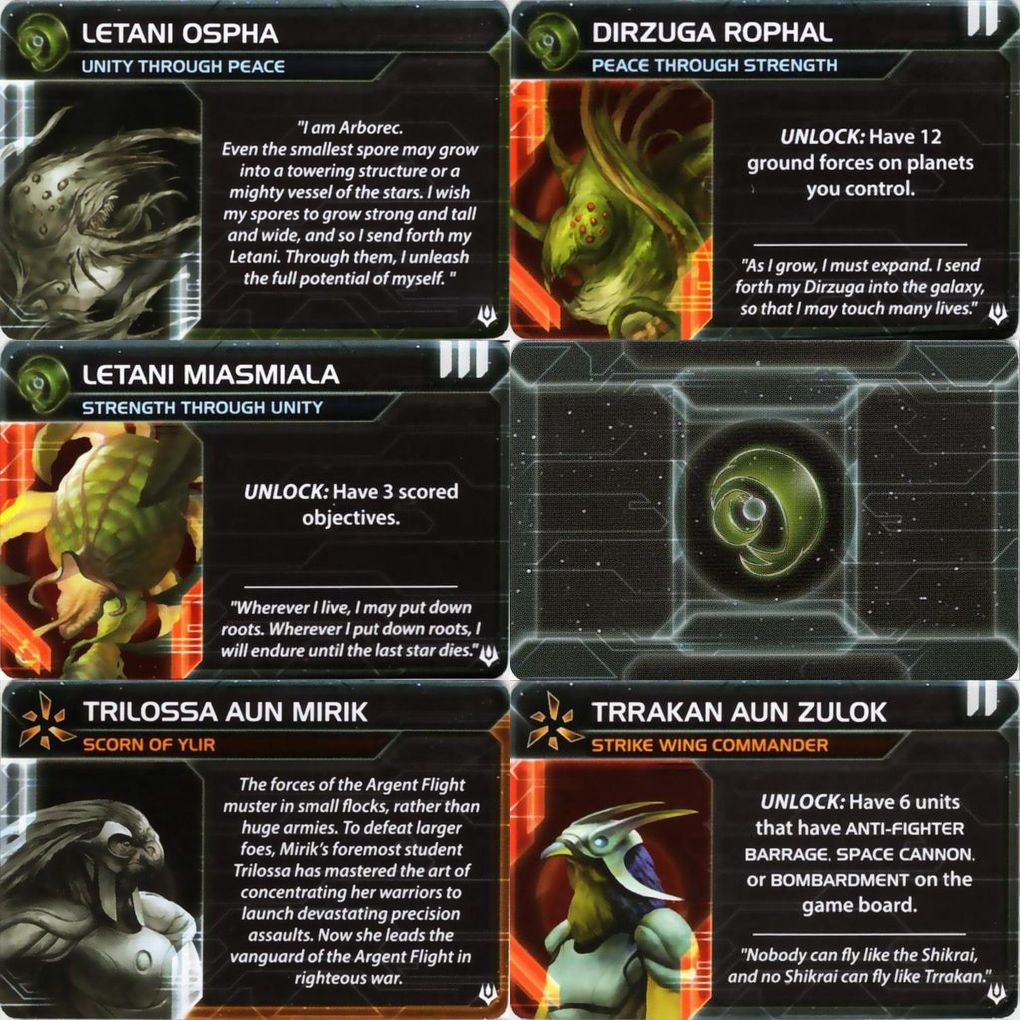 LETANI OSPHA
UNITY THROUGH PEACE
"I am Arborec.
Even the smallest spore may grow
into a towering structure or a
mighty vessel of the stars. I wish
my spores to grow strong and tall
and wide, and so I send forth my
Letani. Through them, I unleash
the full potential of myself. "
DIRZUGA ROPHAL
II
PEACE THROUGH STRENGTH
UNLOCK: Have 12
ground forces on planets
you control.
"As I grow, I must expand. I send
forth my Dirzuga into the galaxy,
so that I may touch many lives."
LETANI MIASMIALA
III
STRENGTH THROUGH UNITY
UNLOCK: Have 3 scored
objectives.
"Wherever I live, I may put down
roots. Wherever I put down roots, I
will endure until the last star dies."
TRILOSSA AUN MIRIK
SCORN OF YLIR
The forces of the Argent Flight
muster in small flocks, rather than
huge armies. To defeat larger
foes, Mirik's foremost student
Trilossa has mastered the art of
concentrating her warriors to
launch devastating precision
assaults. Now she leads the
vanguard of the Argent Flight in
righteous war.
TRRAKAN AUN ZULOK
II
STRIKE WING COMMANDER
UNLOCK: Have 6 units
that have ANTI-FIGHTER
BARRAGE, SPACE CANNON,
or BOMBARDMENT on the
game board.
"Nobody can fly like the Shikrai,
and no Shikrai can fly like Trrakan."